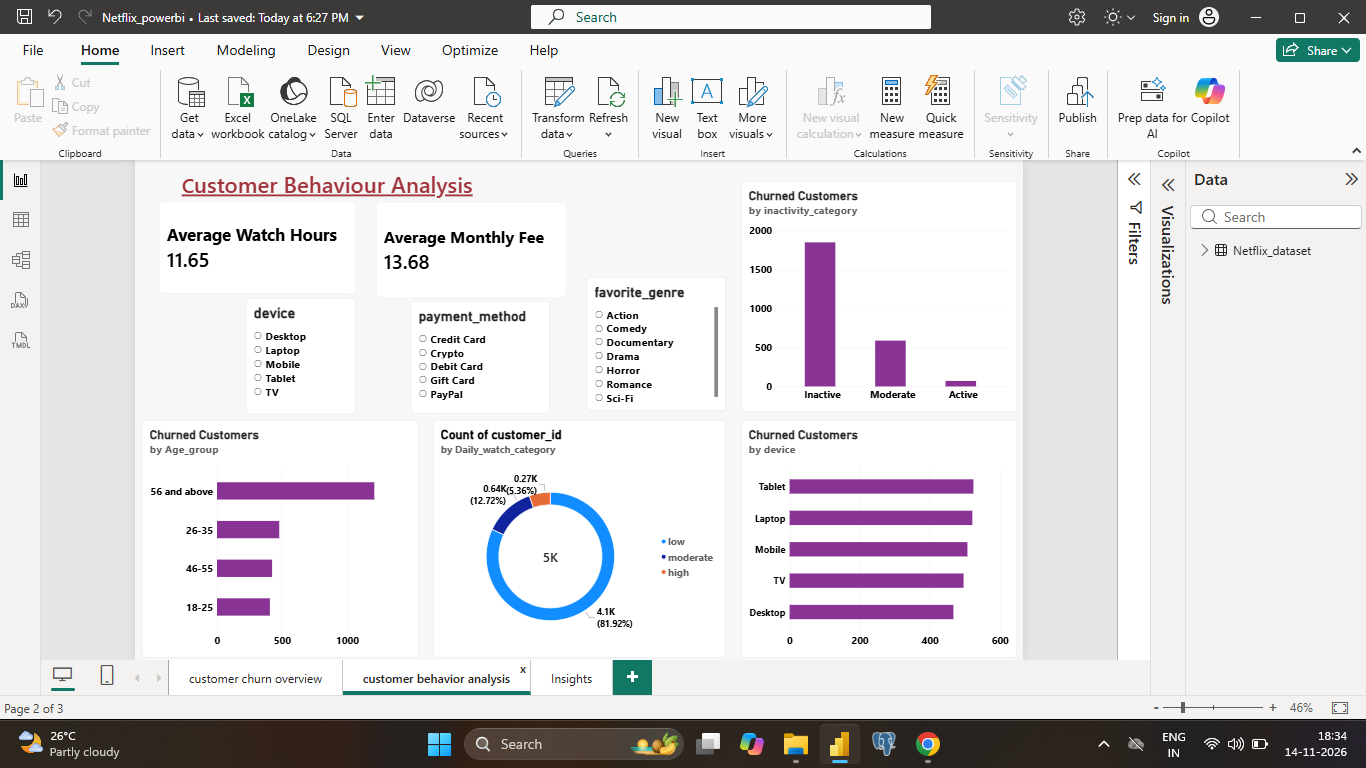 Netflix_powerbi • Last saved: Today at 6:27 PM
Search
Sign in
File Home Insert Modeling Design View Optimize Help
Share
Paste
Cut
Copy
Format painter
Clipboard
Get data
Excel workbook
OneLake catalog
SQL Server
Enter data
Dataverse
Recent sources
Data
Transform data
Refresh
Queries
New visual
Text box
More visuals
Insert
New visual calculation
New measure
Quick measure
Calculations
Sensitivity
Sensitivity
Publish
Share
Prep data for AI
Copilot
Copilot
DAX
TMDL
Customer Behaviour Analysis
Average Watch Hours
11.65
Average Monthly Fee
13.68
device
Desktop
Laptop
Mobile
Tablet
TV
payment_method
Credit Card
Crypto
Debit Card
Gift Card
PayPal
favorite_genre
Action
Comedy
Documentary
Drama
Horror
Romance
Sci-Fi
Churned Customers
by inactivity_category
2000
1500
1000
500
0
Inactive Moderate Active
Churned Customers
by Age_group
56 and above
26-35
46-55
18-25
0 500 1000
Count of customer_id
by Daily_watch_category
0.27K
(5.36%)
0.64K
(12.72%)
5K
4.1K
(81.92%)
low
moderate
high
Churned Customers
by device
Tablet
Laptop
Mobile
TV
Desktop
0 200 400 600
Filters
Visualizations
Data
Search
Netflix_dataset
customer churn overview
customer behavior analysis
x
Insights
+
Page 2 of 3
- + 46%
26°C
Partly cloudy
Search
ENG
IN
18:34
14-11-2026